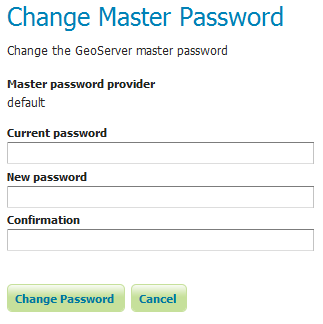 Change Master Password
Change the GeoServer master password
Master password provider
default
Current password
New password
Confirmation
Change Password
Cancel